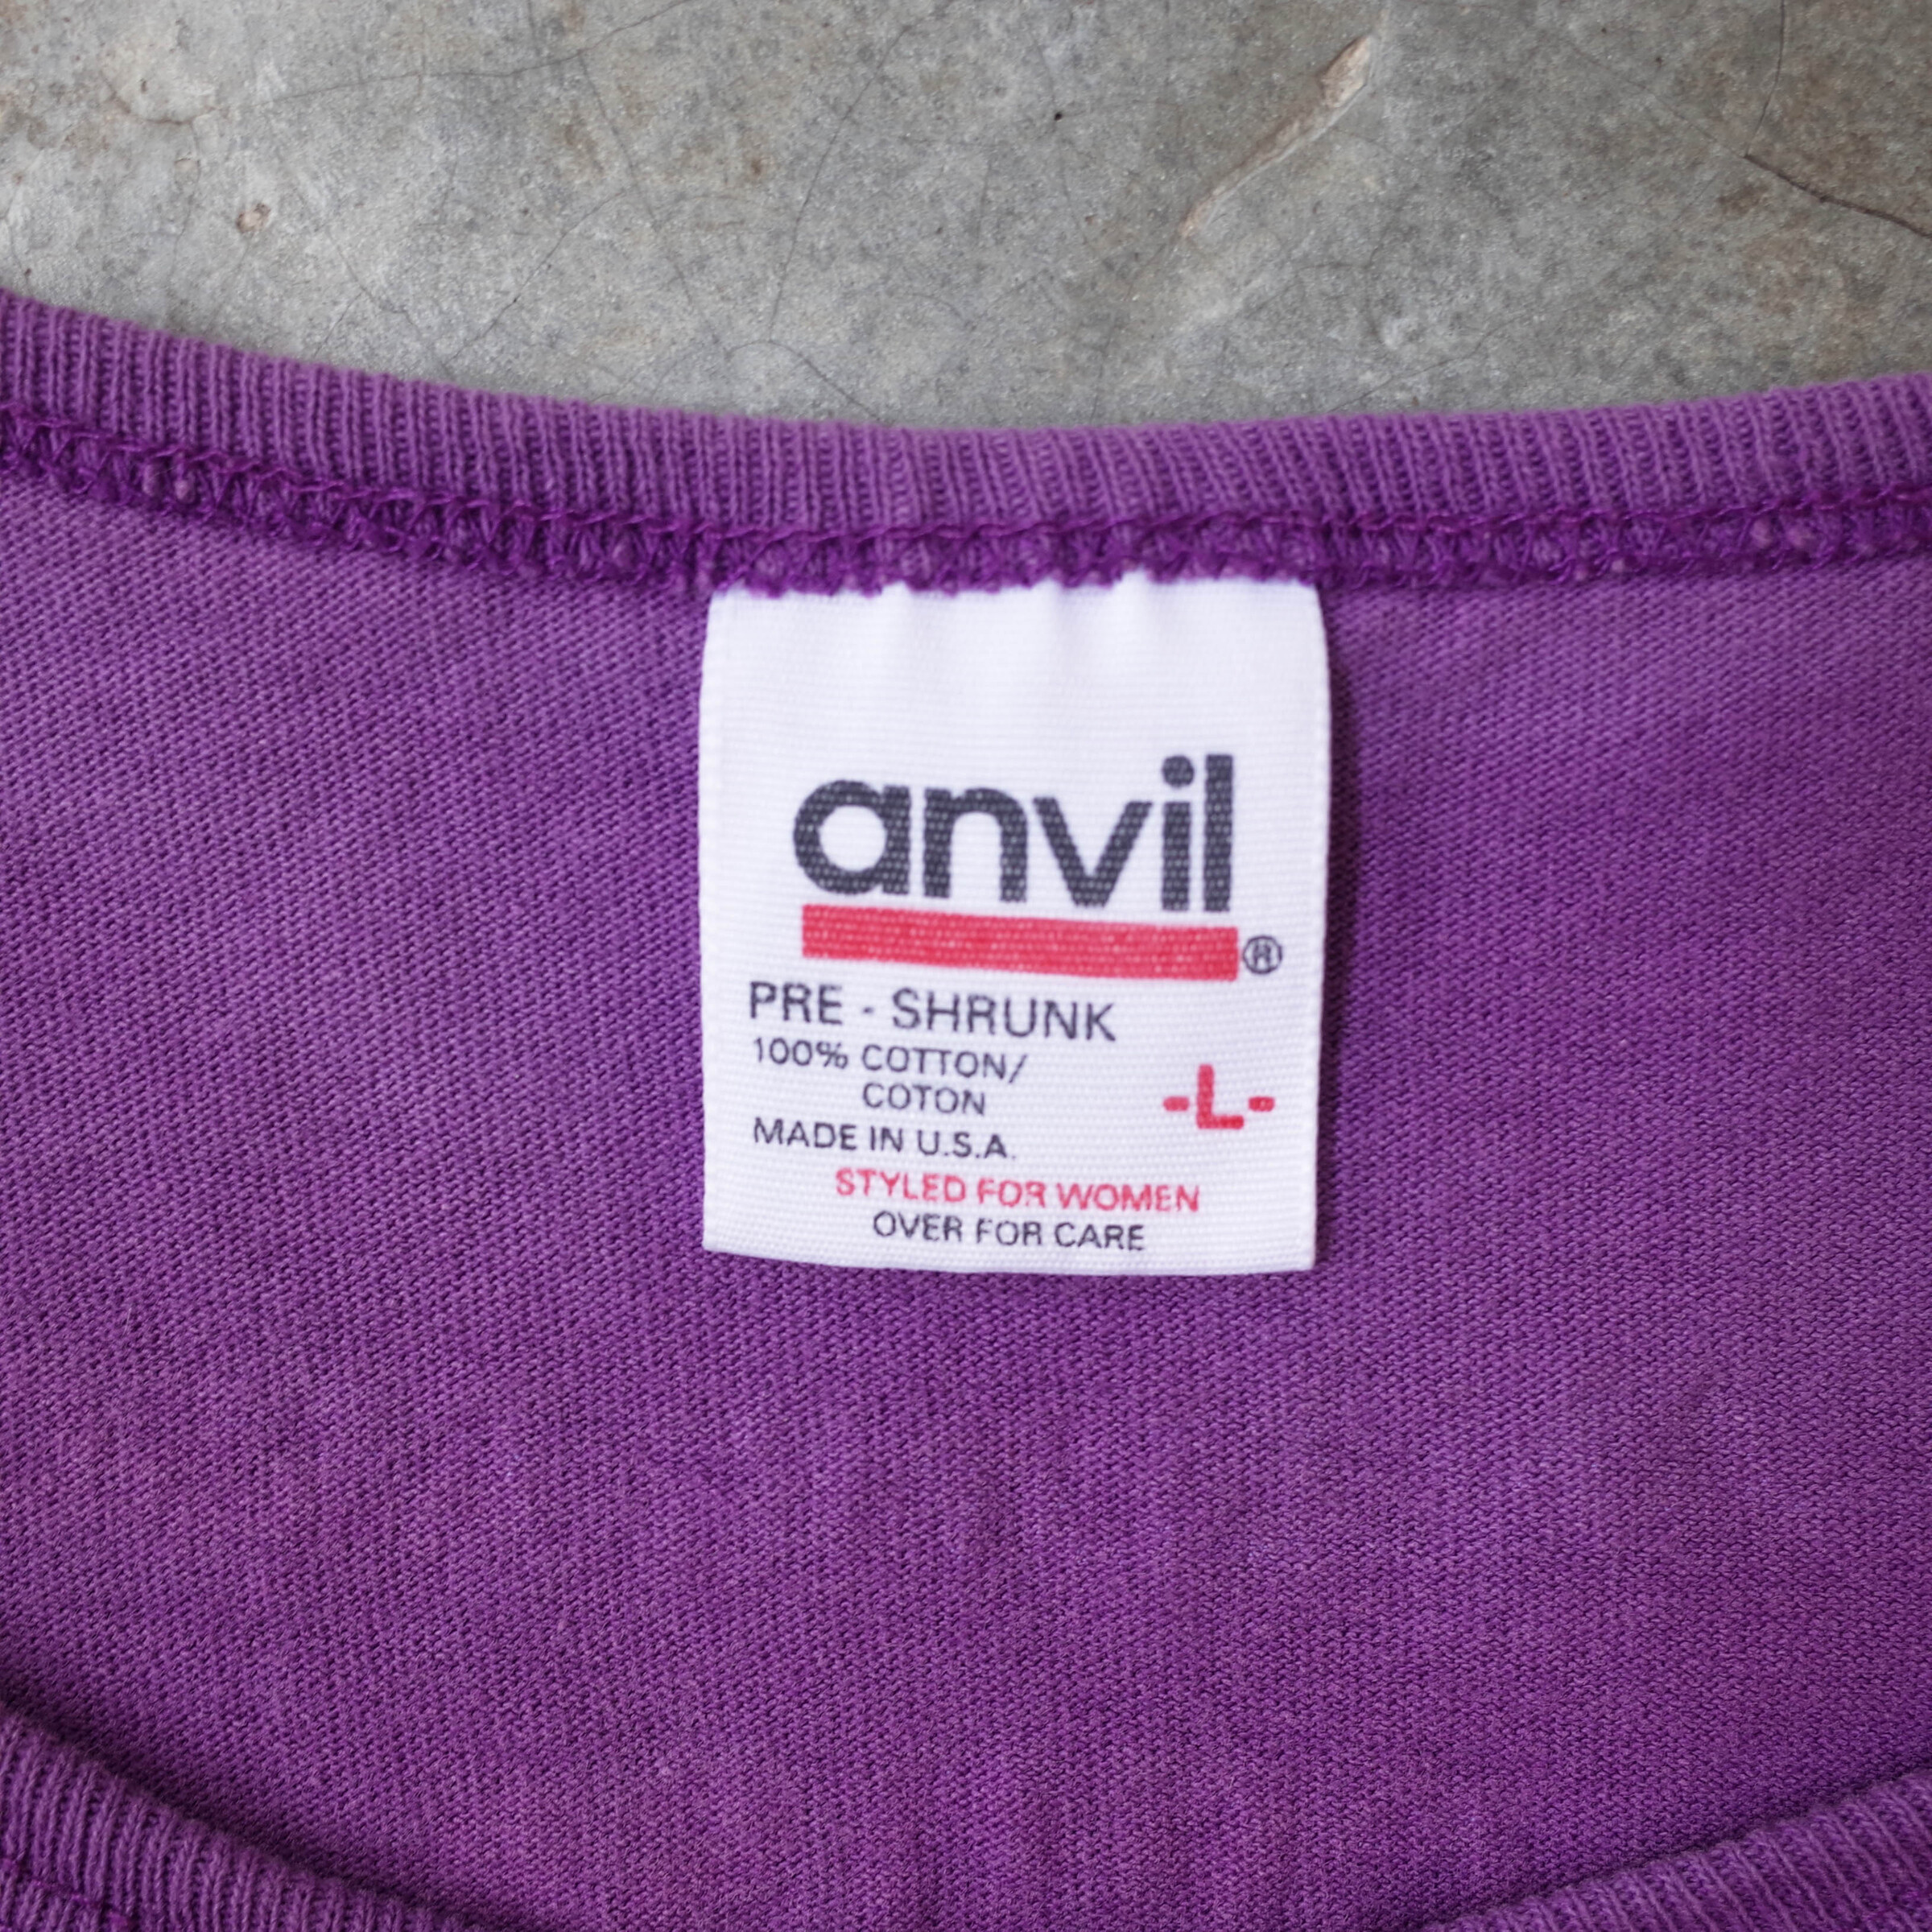 anvil®
PRE - SHRUNK
100% COTTON/
COTON
-L-
MADE IN U.S.A.
STYLED FOR WOMEN
OVER FOR CARE